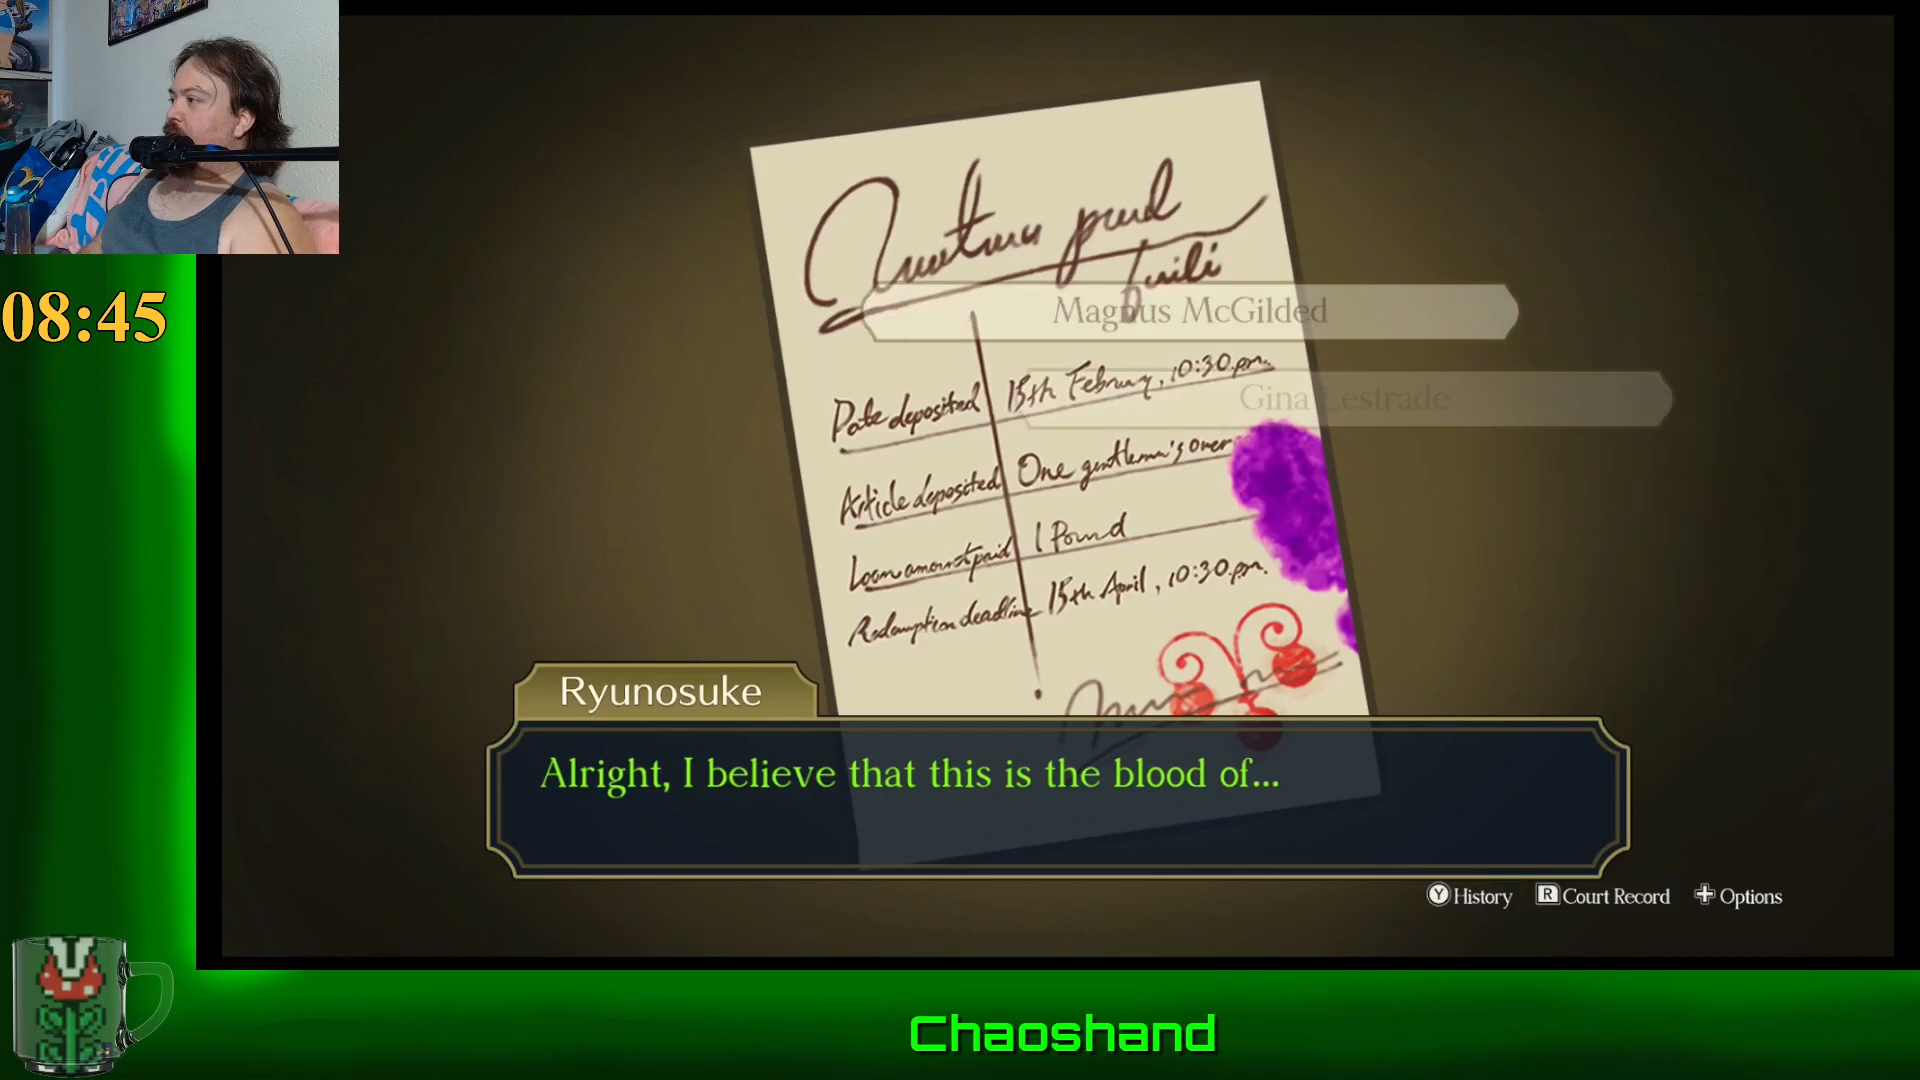 08:45
Magnus McGilded
Gina Lestrade
Date deposited 15th February, 10:30.pm.
Article deposited One gentleman's over
Loan amount paid 1 Pound
Redemption deadline 15th April, 10:30.pm.
Ryunosuke
Alright, I believe that this is the blood of...
Y History R Court Record + Options
Chaoshand